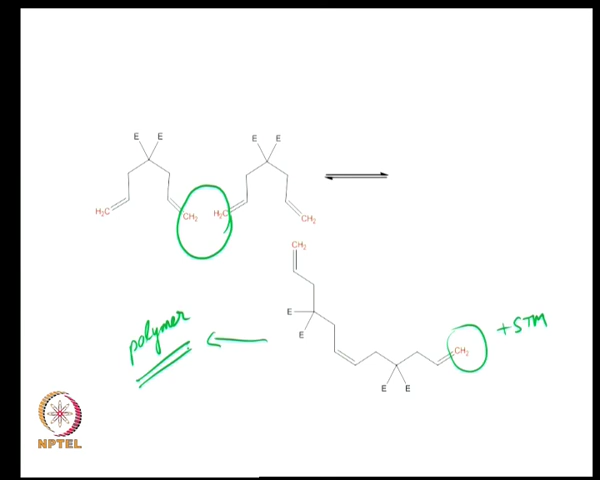 E E E E
H₂C CH₂ H₂C CH₂
CH₂
E
E
CH₂
+ STM
E E
polymer
NPTEL